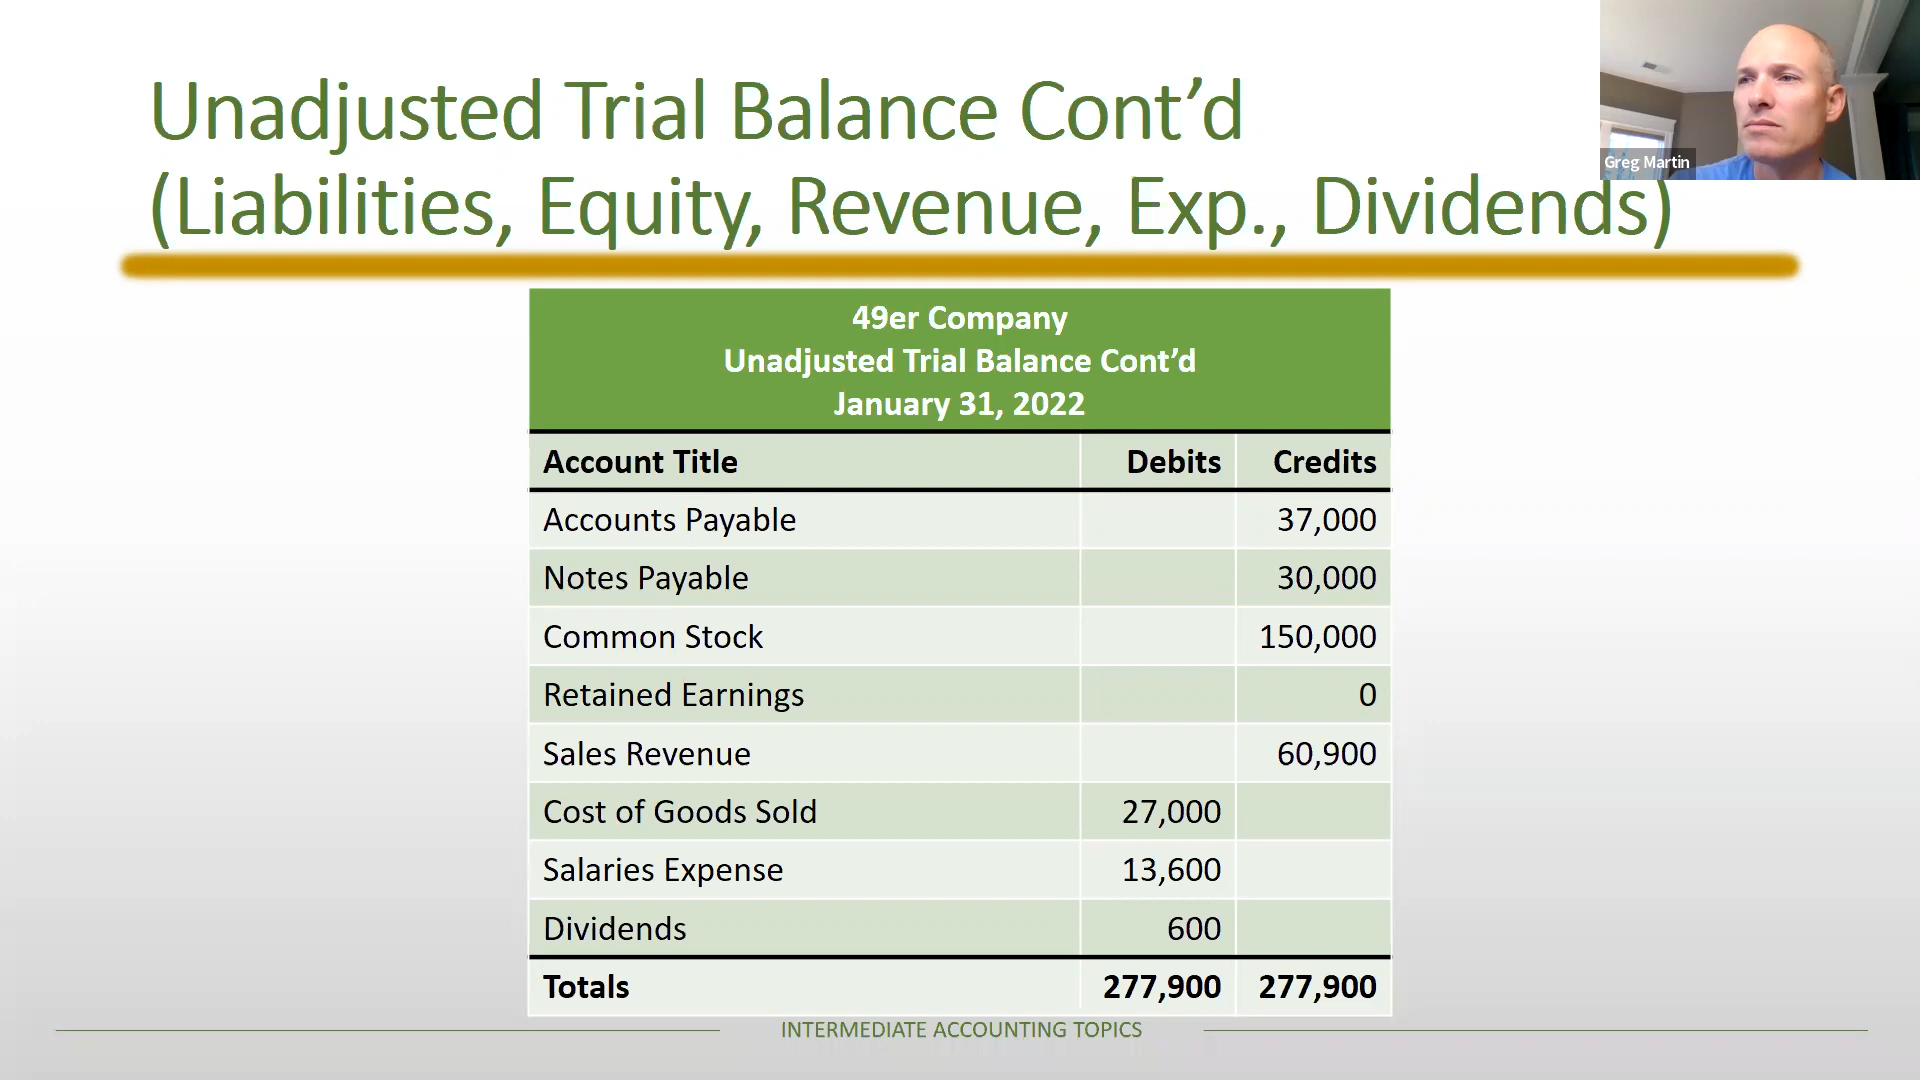 Unadjusted Trial Balance Cont’d
(Liabilities, Equity, Revenue, Exp., Dividends)
Greg Martin
49er Company
Unadjusted Trial Balance Cont’d
January 31, 2022
Account Title Debits Credits
Accounts Payable 37,000
Notes Payable 30,000
Common Stock 150,000
Retained Earnings 0
Sales Revenue 60,900
Cost of Goods Sold 27,000
Salaries Expense 13,600
Dividends 600
Totals 277,900 277,900
INTERMEDIATE ACCOUNTING TOPICS